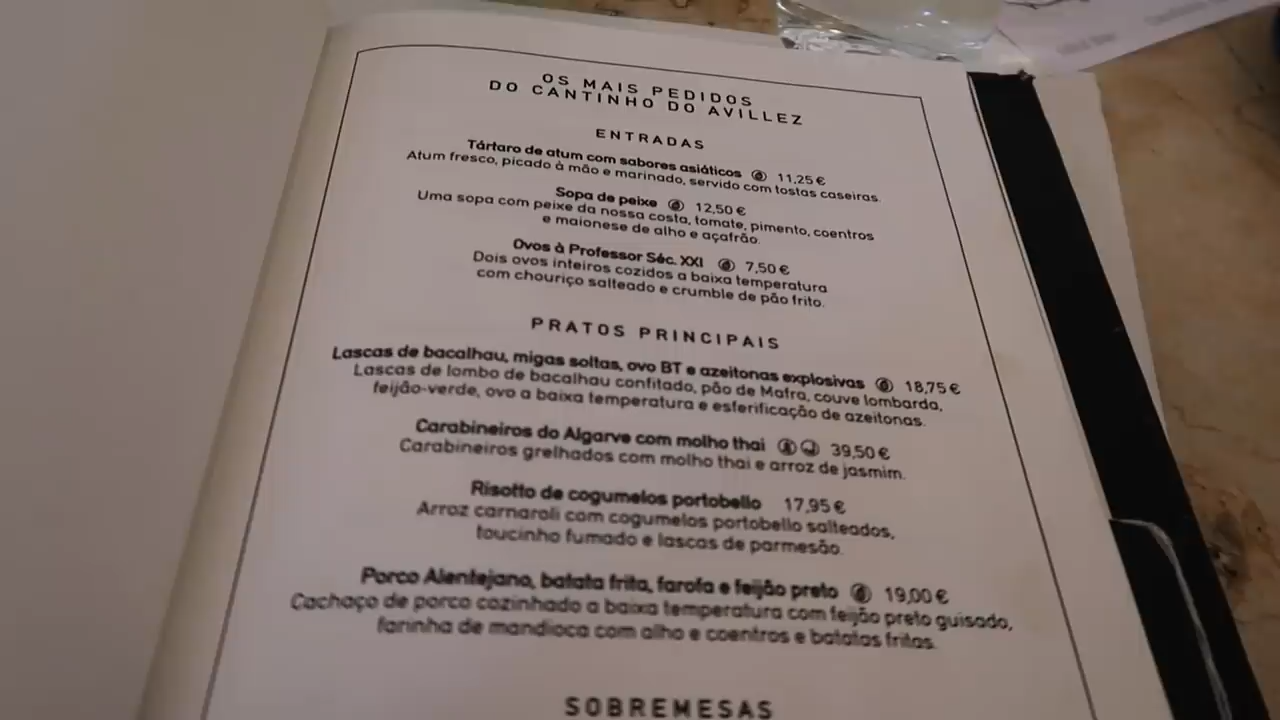 OS MAIS PEDIDOS
DO CANTINHO DO AVILLEZ
ENTRADAS
Tártaro de atum com sabores asiáticos 11,25 €
Atum fresco, picado à mão e marinado, servido com tostas caseiras.
Sopa de peixe 12,50 €
Uma sopa com peixe da nossa costa, tomate, pimento, coentros
e maionese de alho e açafrão.
Ovos à Professor Séc. XXI 7,50 €
Dois ovos inteiros cozidos a baixa temperatura
com chouriço salteado e crumble de pão frito.
PRATOS PRINCIPAIS
Lascas de bacalhau, migas soltas, ovo BT e azeitonas explosivas 18,75 €
Lascas de lombo de bacalhau confitado, pão de Mafra, couve lombarda,
feijão-verde, ovo a baixa temperatura e esferificação de azeitonas.
Carabineiros do Algarve com molho thai 39,50 €
Carabineiros grelhados com molho thai e arroz de jasmim.
Risotto de cogumelos portobello 17,95 €
Arroz carnaroli com cogumelos portobello salteados,
toucinho fumado e lascas de parmesão.
Porco Alentejano, batata frita, farofa e feijão preto 19,00 €
Cachaço de porco cozinhado a baixa temperatura com feijão preto guisado,
farinha de mandioca com alho e coentros e batatas fritas.
SOBREMESAS